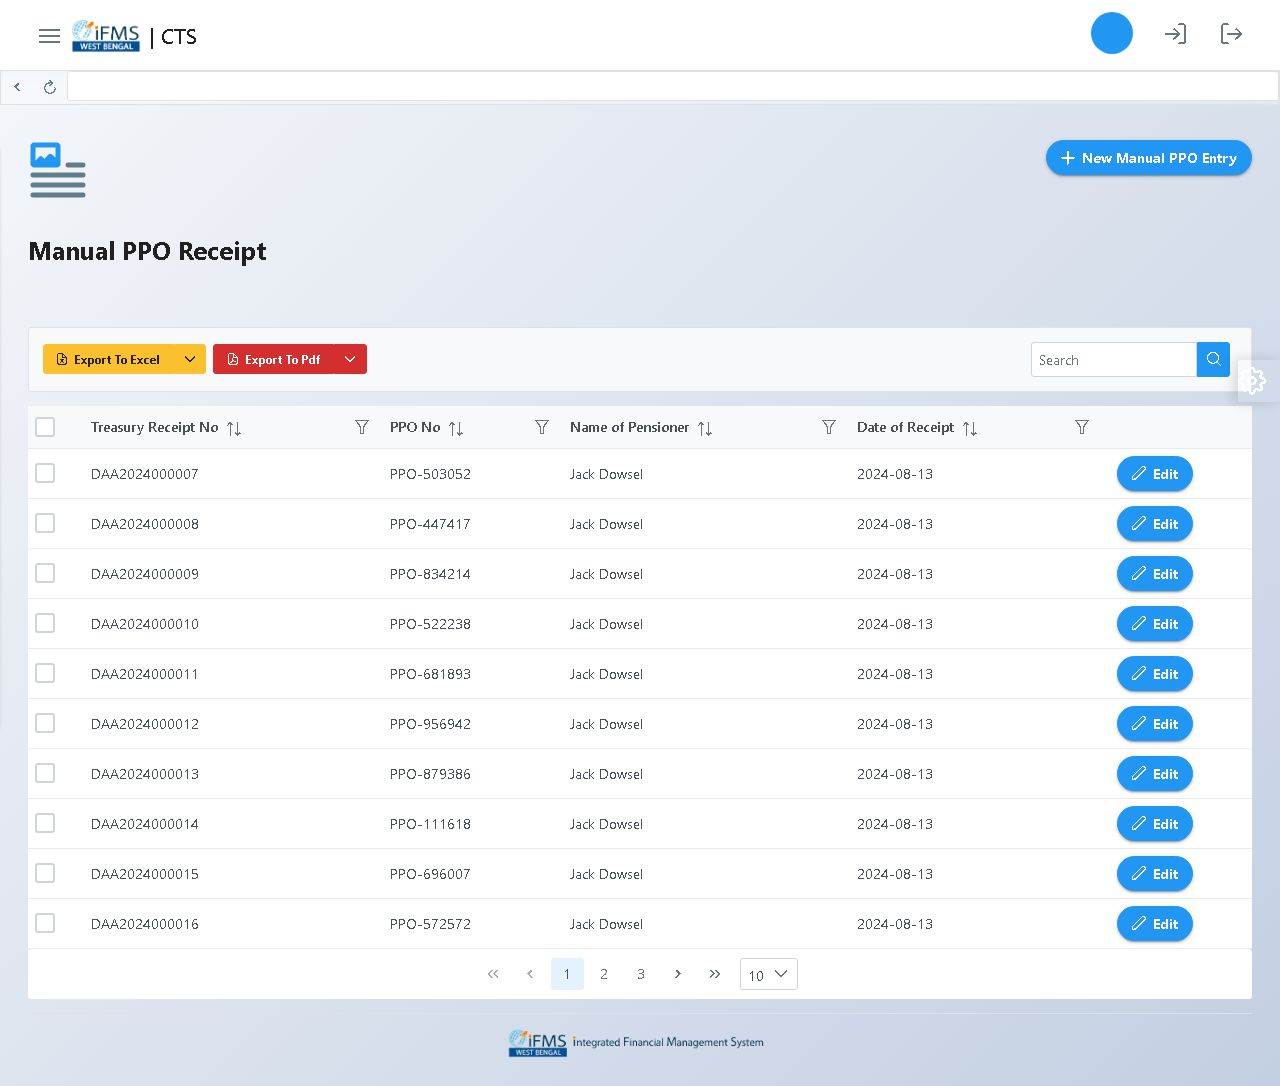 iFMS
WEST BENGAL
| CTS
New Manual PPO Entry
Manual PPO Receipt
Export To Excel
Export To Pdf
Search
Treasury Receipt No PPO No Name of Pensioner Date of Receipt
DAA2024000007 PPO-503052 Jack Dowsel 2024-08-13 Edit
DAA2024000008 PPO-447417 Jack Dowsel 2024-08-13 Edit
DAA2024000009 PPO-834214 Jack Dowsel 2024-08-13 Edit
DAA2024000010 PPO-522238 Jack Dowsel 2024-08-13 Edit
DAA2024000011 PPO-681893 Jack Dowsel 2024-08-13 Edit
DAA2024000012 PPO-956942 Jack Dowsel 2024-08-13 Edit
DAA2024000013 PPO-879386 Jack Dowsel 2024-08-13 Edit
DAA2024000014 PPO-111618 Jack Dowsel 2024-08-13 Edit
DAA2024000015 PPO-696007 Jack Dowsel 2024-08-13 Edit
DAA2024000016 PPO-572572 Jack Dowsel 2024-08-13 Edit
1 2 3 10
iFMS
WEST BENGAL
Integrated Financial Management System